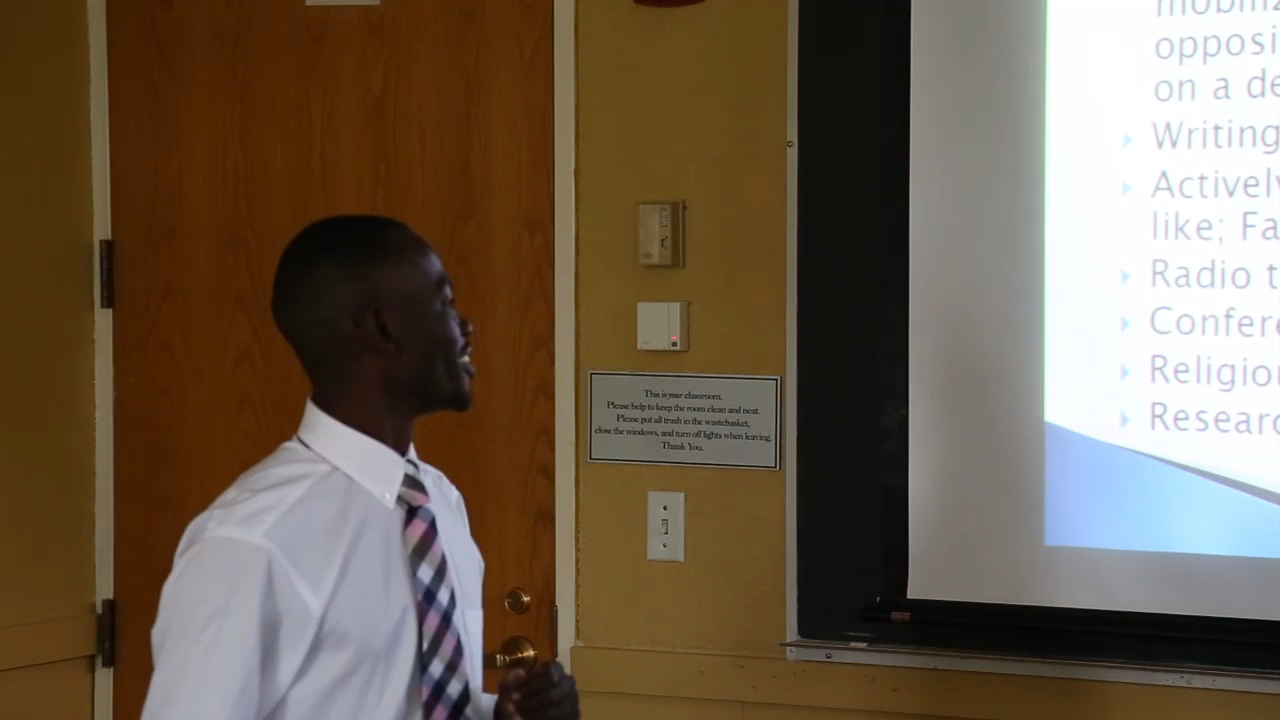 This is your classroom.
Please help to keep the room clean and neat.
Please put all trash in the wastebasket,
close the windows, and turn off lights when leaving.
Thank You.
mobiliz
opposi
on a de
Writing
Actively
like; Fa
Radio t
Confere
Religio
Researc